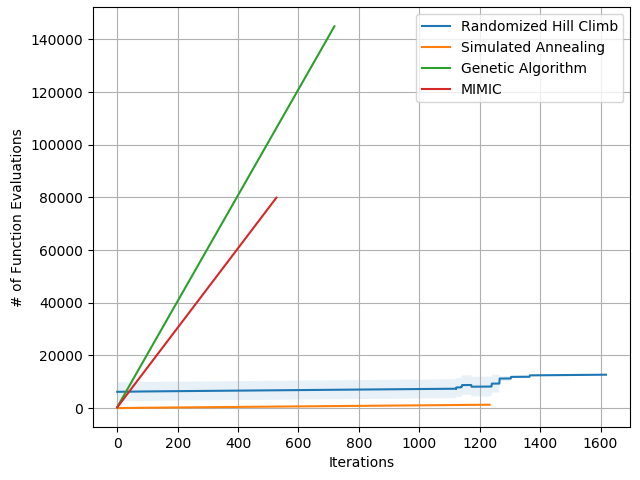 140000
120000
100000
80000
60000
40000
20000
0
# of Function Evaluations
Randomized Hill Climb
Simulated Annealing
Genetic Algorithm
MIMIC
0 200 400 600 800 1000 1200 1400 1600
Iterations